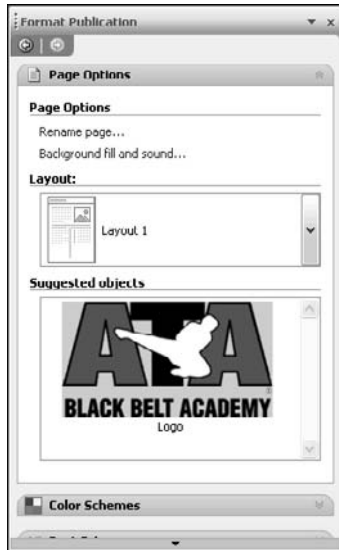 Format Publication
Page Options
Page Options
Rename page...
Background fill and sound...
Layout:
Layout 1
Suggested objects
ATA
BLACK BELT ACADEMY
Logo
Color Schemes